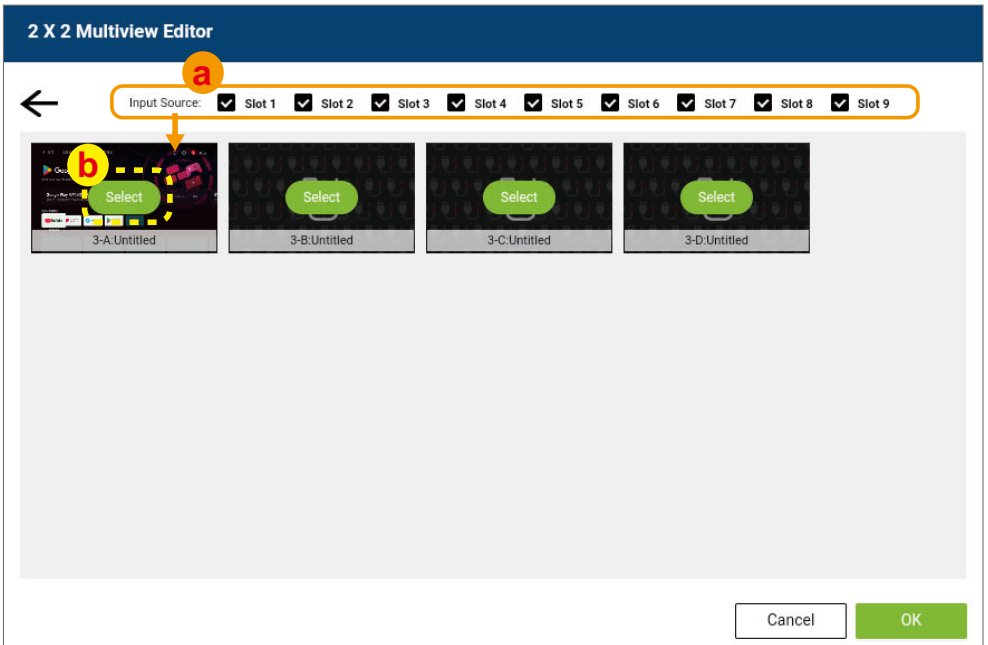 2 X 2 Multiview Editor
a
Input Source: Slot 1 Slot 2 Slot 3 Slot 4 Slot 5 Slot 6 Slot 7 Slot 8 Slot 9
b
Select Select Select Select
3-A:Untitled 3-B:Untitled 3-C:Untitled 3-D:Untitled
Cancel OK